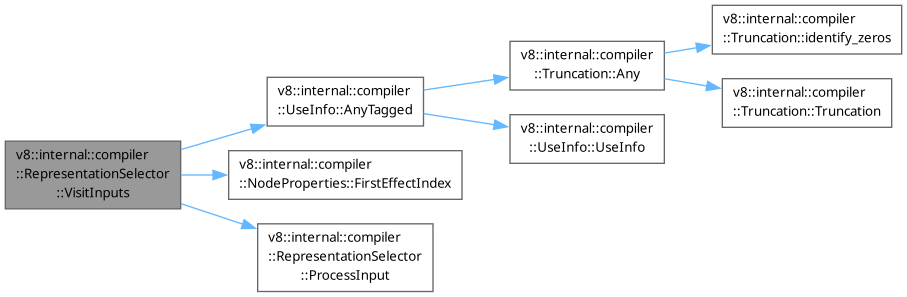 v8::internal::compiler
::RepresentationSelector
::VisitInputs
v8::internal::compiler
::UseInfo::AnyTagged
v8::internal::compiler
::NodeProperties::FirstEffectIndex
v8::internal::compiler
::RepresentationSelector
::ProcessInput
v8::internal::compiler
::Truncation::Any
v8::internal::compiler
::UseInfo::UseInfo
v8::internal::compiler
::Truncation::identify_zeros
v8::internal::compiler
::Truncation::Truncation